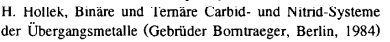 H. Hollek, Binäre und Ternäre Carbid- und Nitrid-Systeme
der Übergangsmetalle (Gebrüder Borntraeger, Berlin, 1984)